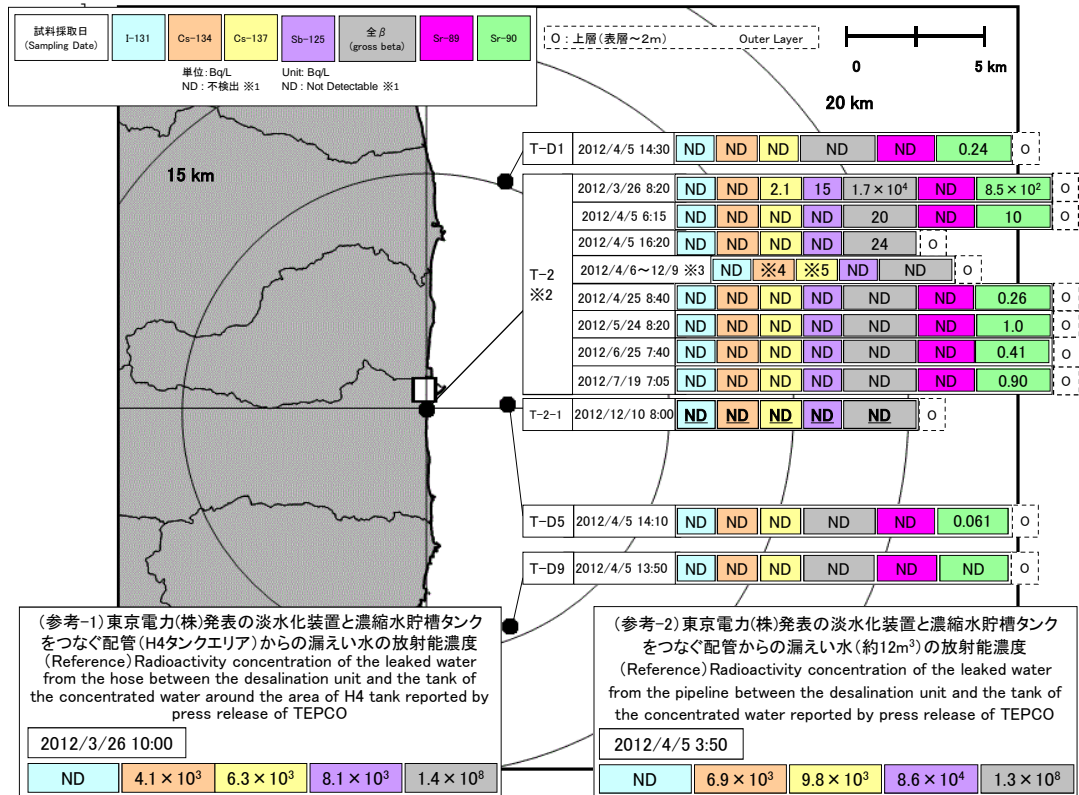 試料採取日
(Sampling Date)
I-131
Cs-134
Cs-137
Sb-125
全β
(gross beta)
Sr-89
Sr-90
単位:Bq/L Unit: Bq/L
ND : 不検出 ※1 ND : Not Detectable ※1
O : 上層(表層～2m) Outer Layer
0 5 km
20 km
15 km
T-D1 2012/4/5 14:30 ND ND ND ND ND 0.24 O
T-2
※2
2012/3/26 8:20 ND ND 2.1 15 1.7×10⁴ ND 8.5×10² O
2012/4/5 6:15 ND ND ND ND 20 ND 10 O
2012/4/5 16:20 ND ND ND ND 24 O
2012/4/6～12/9 ※3 ND ※4 ※5 ND ND O
2012/4/25 8:40 ND ND ND ND ND ND 0.26 O
2012/5/24 8:20 ND ND ND ND ND ND 1.0 O
2012/6/25 7:40 ND ND ND ND ND ND 0.41 O
2012/7/19 7:05 ND ND ND ND ND ND 0.90 O
T-2-1 2012/12/10 8:00 ND ND ND ND ND O
T-D5 2012/4/5 14:10 ND ND ND ND ND 0.061 O
T-D9 2012/4/5 13:50 ND ND ND ND ND ND O
(参考-1)東京電力(株)発表の淡水化装置と濃縮水貯槽タンク
をつなぐ配管(H4タンクエリア)からの漏えい水の放射能濃度
(Reference)Radioactivity concentration of the leaked water
from the hose between the desalination unit and the tank of
the concentrated water around the area of H4 tank reported by
press release of TEPCO
2012/3/26 10:00
ND 4.1×10³ 6.3×10³ 8.1×10³ 1.4×10⁸
(参考-2)東京電力(株)発表の淡水化装置と濃縮水貯槽タンク
をつなぐ配管からの漏えい水(約12m³)の放射能濃度
(Reference)Radioactivity concentration of the leaked water
from the pipeline between the desalination unit and the tank of
the concentrated water reported by press release of TEPCO
2012/4/5 3:50
ND 6.9×10³ 9.8×10³ 8.6×10⁴ 1.3×10⁸